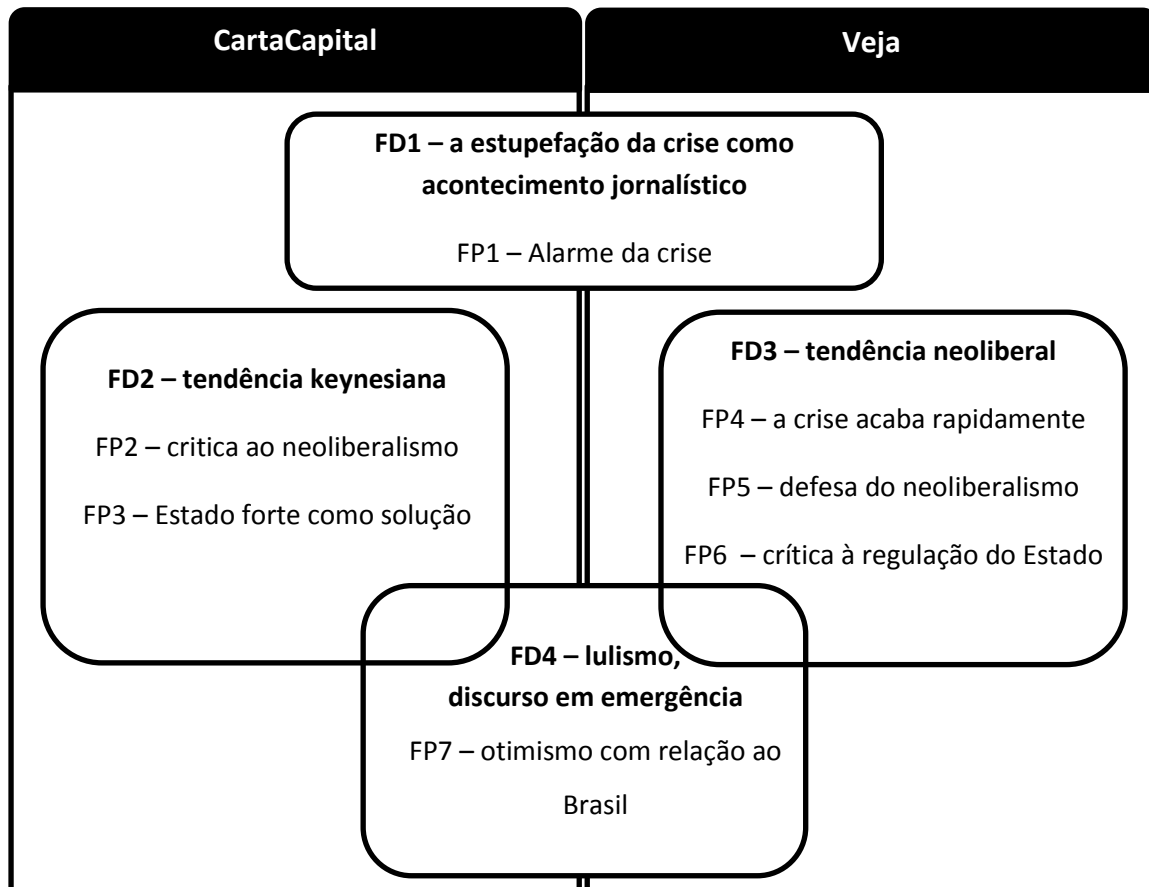 CartaCapital
Veja
FD1 – a estupefação da crise como
acontecimento jornalístico
FP1 – Alarme da crise
FD2 – tendência keynesiana
FP2 – critica ao neoliberalismo
FP3 – Estado forte como solução
FD3 – tendência neoliberal
FP4 – a crise acaba rapidamente
FP5 – defesa do neoliberalismo
FP6 – crítica à regulação do Estado
FD4 – lulismo,
discurso em emergência
FP7 – otimismo com relação ao
Brasil